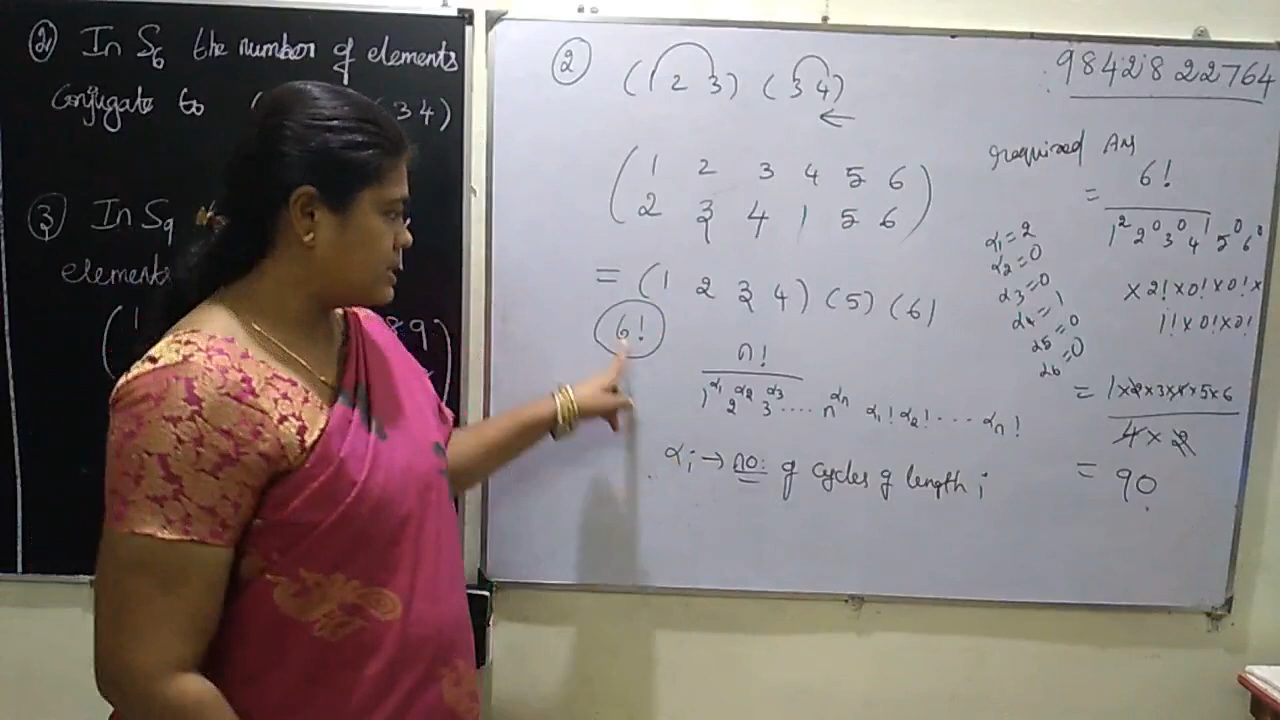 2) In S6 the number of elements
Conjugate to ( 34)
3 In S9
elements
( 1 89
)
2 ( 2 3) (3 4)
←
9842822764
( 1 2 3 4 5 6
2 3 4 1 5 6 )
= (1 2 3 4) (5) (6)
6!
n!
1^α1 2^α2 3^α3 .... n^αn α1! α2! .... αn!
αi → no: of cycles of length i
required Ans
= 6!
1^2 2^0 3^0 4^1 5^0 6^0
× 2! × 0! × 0! ×
1! × 0! × 0!
α1 = 2
α2 = 0
α3 = 0
α4 = 1
α5 = 0
α6 = 0
= 1×2×3×4×5×6
4 × 2
= 90